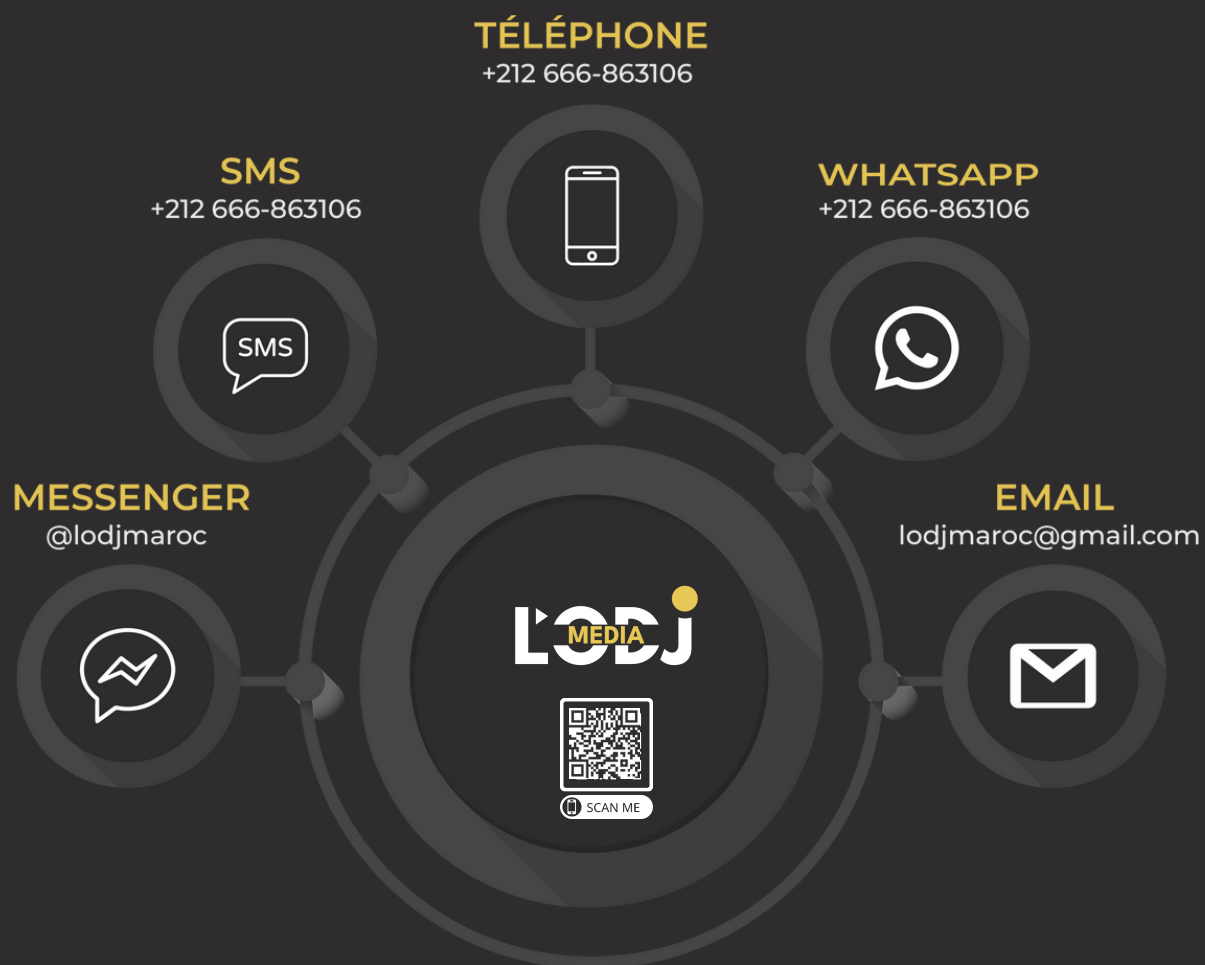 TÉLÉPHONE
+212 666-863106
SMS
+212 666-863106
WHATSAPP
+212 666-863106
SMS
MESSENGER
@lodjmaroc
EMAIL
lodjmaroc@gmail.com
L'ODJ
MEDIA
SCAN ME